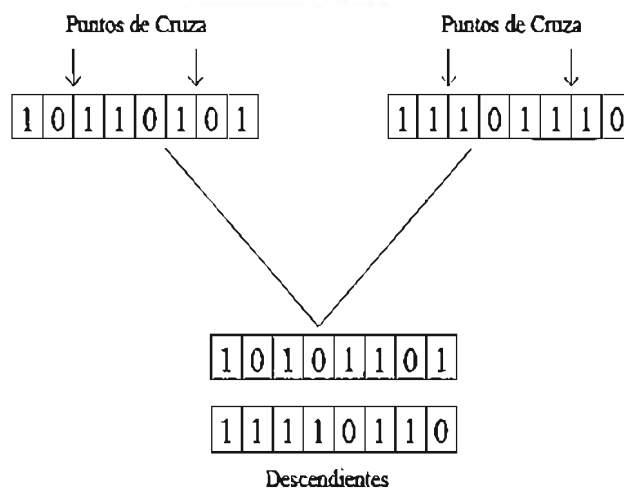 Puntos de Cruza Puntos de Cruza
1 0 1 1 0 1 0 1 1 1 1 0 1 1 1 0
1 0 1 0 1 1 0 1
1 1 1 1 0 1 1 0
Descendientes